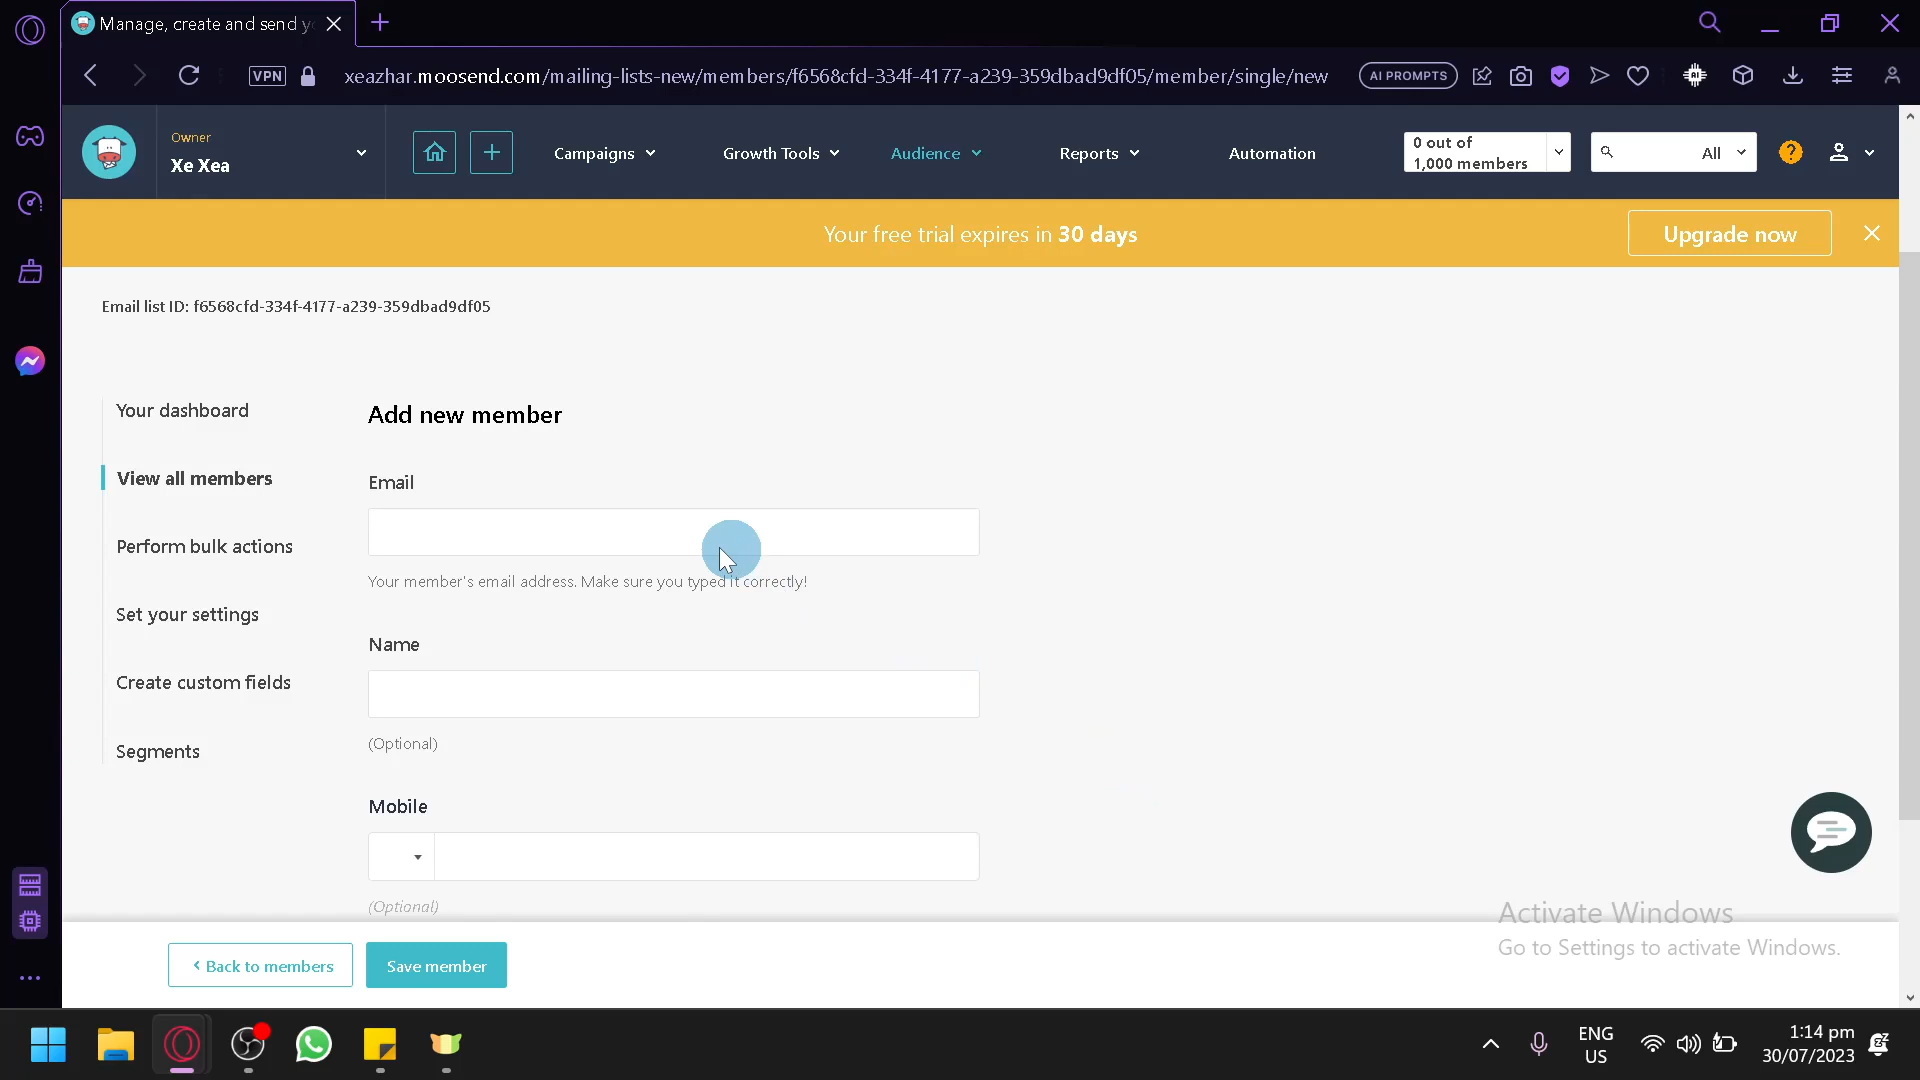 Manage, create and send y
VPN
xeazhar.moosend.com/mailing-lists-new/members/f6568cfd-334f-4177-a239-359dbad9df05/member/single/new
AI PROMPTS
Owner
Xe Xea
Campaigns
Growth Tools
Audience
Reports
Automation
0 out of
1,000 members
All
?
Your free trial expires in 30 days
Upgrade now
Email list ID: f6568cfd-334f-4177-a239-359dbad9df05
Your dashboard
View all members
Perform bulk actions
Set your settings
Create custom fields
Segments
Add new member
Email
Your member's email address. Make sure you typed it correctly!
Name
(Optional)
Mobile
(Optional)
Back to members
Save member
Activate Windows
Go to Settings to activate Windows.
ENG
US
1:14 pm
30/07/2023